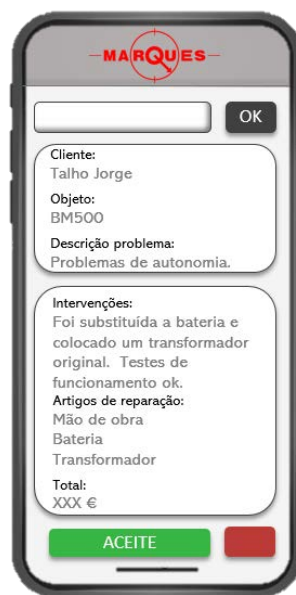 MARQUES
OK
Cliente:
Talho Jorge
Objeto:
BM500
Descrição problema:
Problemas de autonomia.
Intervenções:
Foi substituída a bateria e
colocado um transformador
original. Testes de
funcionamento ok.
Artigos de reparação:
Mão de obra
Bateria
Transformador
Total:
XXX €
ACEITE